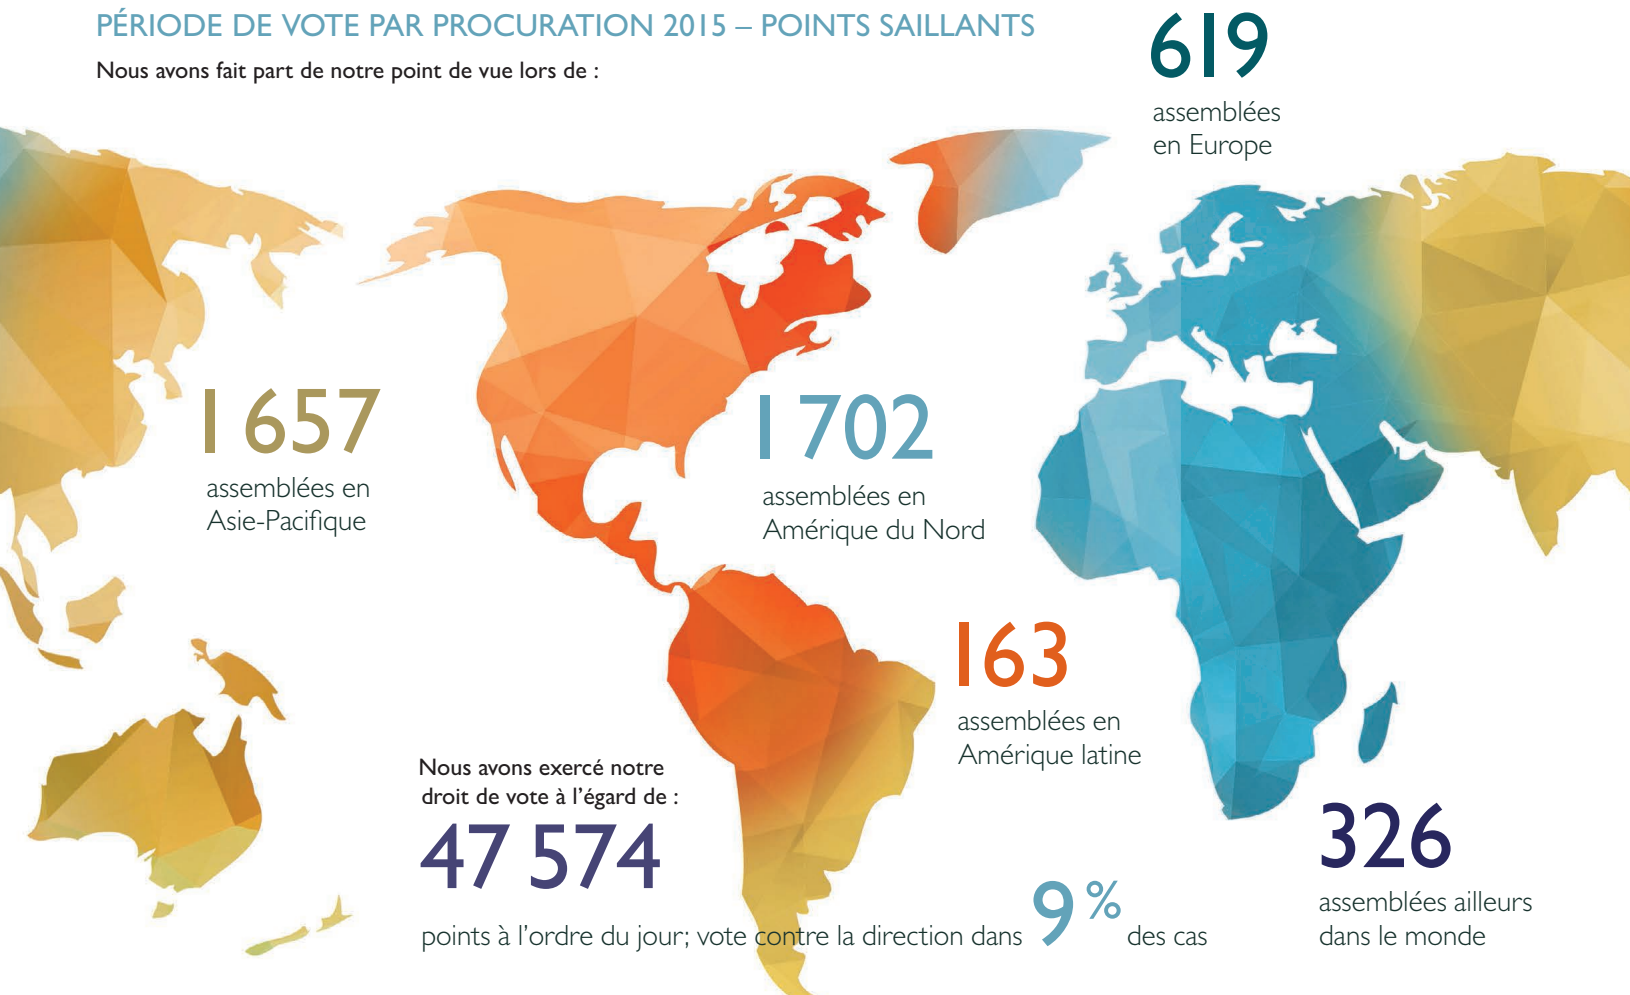 PÉRIODE DE VOTE PAR PROCURATION 2015 – POINTS SAILLANTS
Nous avons fait part de notre point de vue lors de :
619
assemblées
en Europe
1 657
assemblées en
Asie-Pacifique
1 702
assemblées en
Amérique du Nord
163
assemblées en
Amérique latine
Nous avons exercé notre
droit de vote à l’égard de :
47 574
points à l’ordre du jour; vote contre la direction dans 9 % des cas
326
assemblées ailleurs
dans le monde